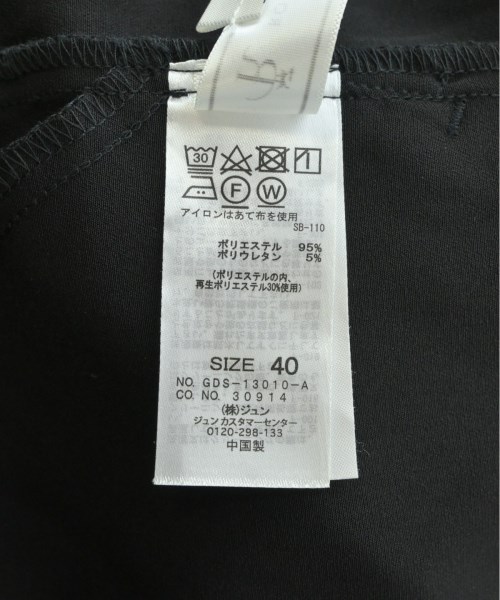 30
F W
アイロンはあて布を使用
SB-110
ポリエステル 95%
ポリウレタン 5%
(ポリエステルの内、
再生ポリエステル30%使用)
SIZE 40
NO. GDS-13010-A
CO. NO. 30914
(株)ジュン
ジュン カスタマーセンター
0120-298-133
中国製